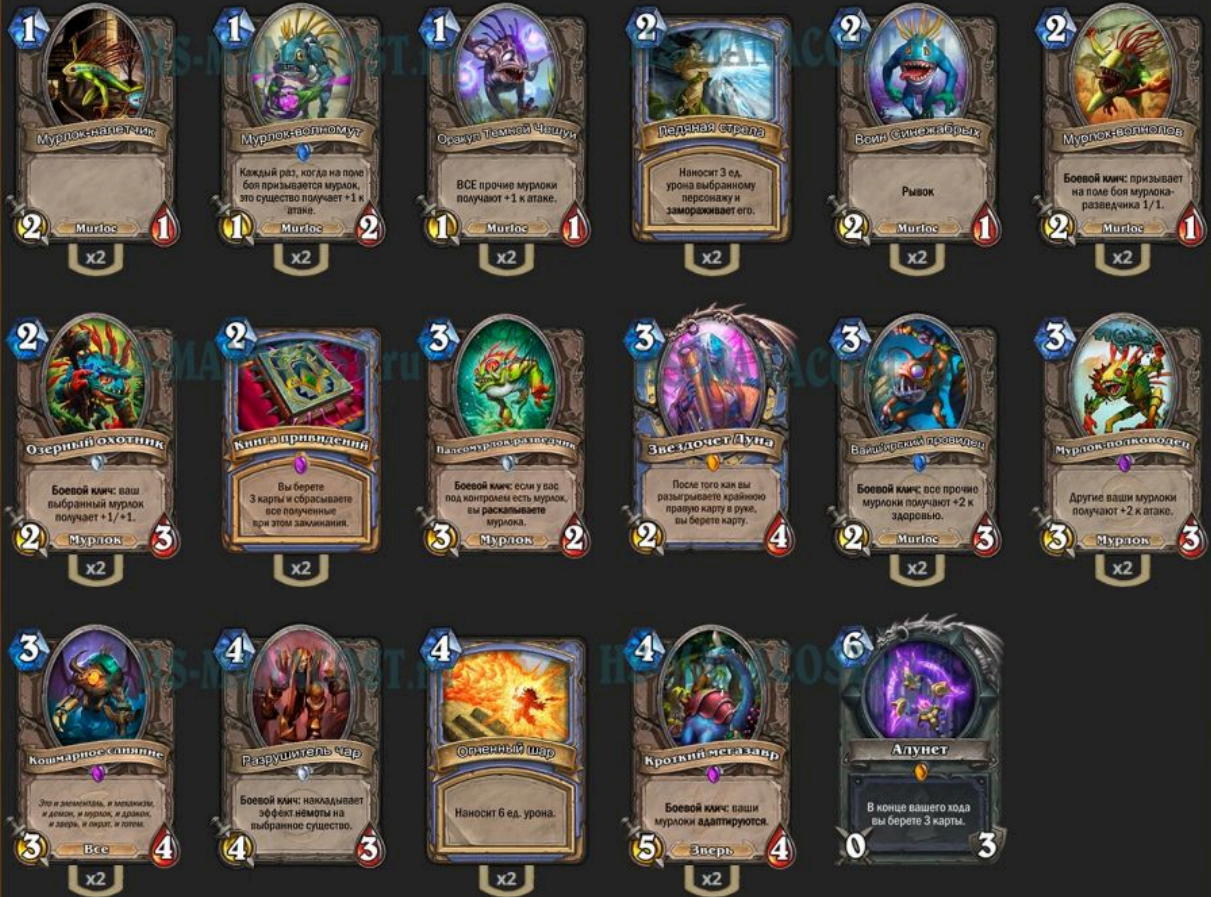 1
Мурлок-налетчик
2
Murloc
1
x2
1
Мурлок-волномут
Каждый раз, когда на поле
боя призывается мурлок,
это существо получает +1 к
атаке.
1
Murloc
2
x2
1
Оракул Темной Чешуи
ВСЕ прочие мурлоки
получают +1 к атаке.
1
Murloc
1
x2
2
Ледяная стрела
Наносит 3 ед.
урона выбранному
персонажу и
замораживает его.
x2
2
Воин Синежабрых
Рывок
2
Murloc
1
x2
2
Мурлок-волнолов
Боевой клич: призывает
на поле боя мурлока-
разведчика 1/1.
2
Murloc
1
x2
2
Озерный охотник
Боевой клич: ваш
выбранный мурлок
получает +1/+1.
2
Мурлок
3
x2
2
Книга привидений
Вы берете
3 карты и сбрасываете
все полученные
при этом заклинания.
x2
3
Палеомурлок-разведчик
Боевой клич: если у вас
под контролем есть мурлок,
вы раскапываете
мурлока.
3
Мурлок
2
3
Звездочет Луна
После того как вы
разыгрываете крайнюю
правую карту в руке,
вы берете карту.
2
4
3
Вайш'ирский провидец
Боевой клич: все прочие
мурлоки получают +2 к
здоровью.
2
Murloc
3
x2
3
Мурлок-полководец
Другие ваши мурлоки
получают +2 к атаке.
3
Мурлок
3
x2
3
Кошмарное слияние
Это и элементаль, и механизм,
и демон, и мурлок, и дракон,
и зверь, и пират, и тотем.
3
Все
4
x2
4
Разрушитель чар
Боевой клич: накладывает
эффект немоты на
выбранное существо.
4
3
4
Огненный шар
Наносит 6 ед. урона.
x2
4
Кроткий мегазавр
Боевой клич: ваши
мурлоки адаптируются.
5
Зверь
4
x2
6
Алунет
В конце вашего хода
вы берете 3 карты.
0
3